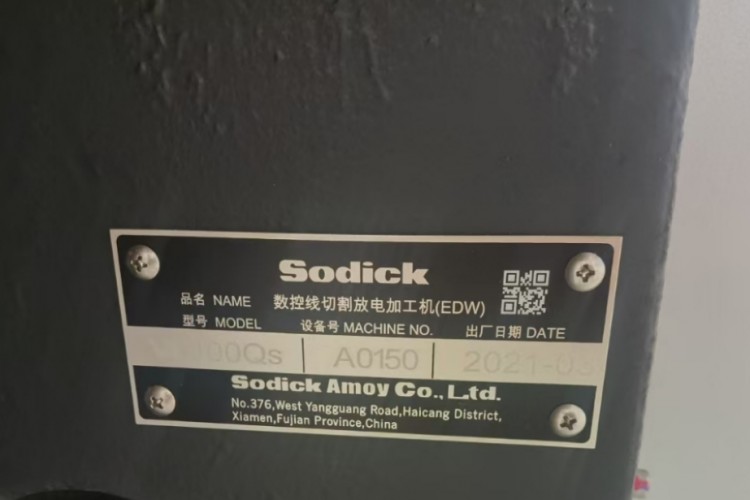 Sodick
品名 NAME 数控线切割放电加工机(EDW)
型号 MODEL 设备号 MACHINE NO. 出厂日期 DATE
A0150
Sodick Amoy Co., Ltd.
No.376,West Yangguang Road,Haicang District,
Xiamen,Fujian Province,China